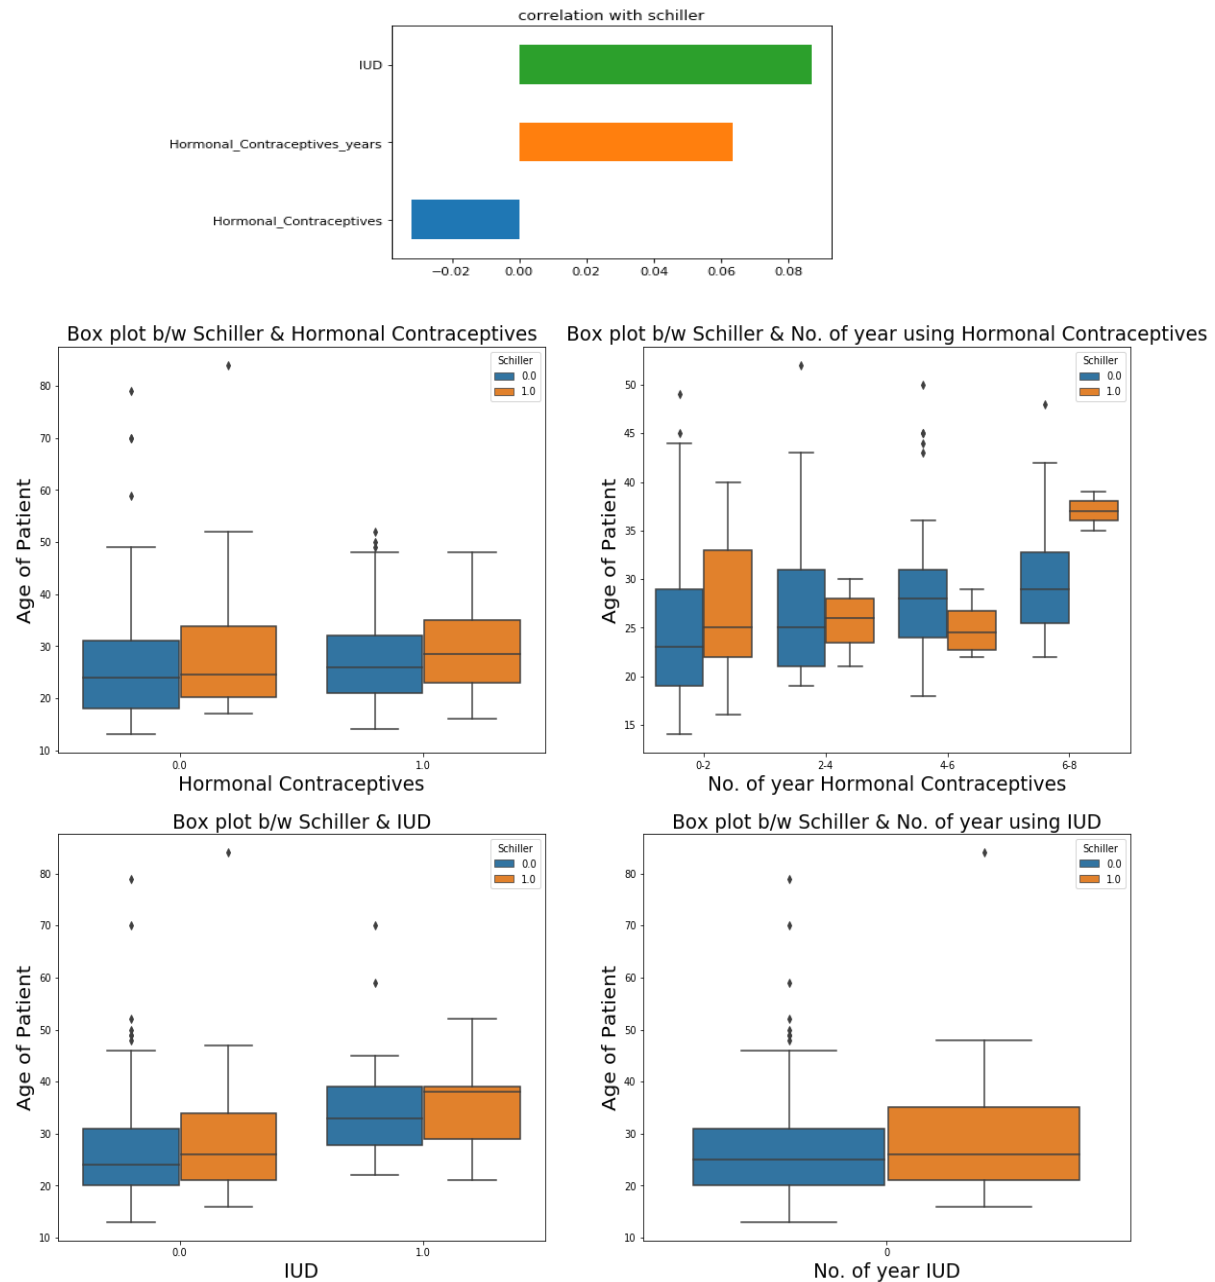 correlation with schiller
IUD
Hormonal_Contraceptives_years
Hormonal_Contraceptives
−0.02 0.00 0.02 0.04 0.06 0.08
Box plot b/w Schiller & Hormonal Contraceptives
Schiller
0.0
1.0
Age of Patient
80
70
60
50
40
30
20
10
0.0 1.0
Hormonal Contraceptives
Box plot b/w Schiller & No. of year using Hormonal Contraceptives
Schiller
0.0
1.0
Age of Patient
50
45
40
35
30
25
20
15
0-2 2-4 4-6 6-8
No. of year Hormonal Contraceptives
Box plot b/w Schiller & IUD
Schiller
0.0
1.0
Age of Patient
80
70
60
50
40
30
20
10
0.0 1.0
IUD
Box plot b/w Schiller & No. of year using IUD
Schiller
0.0
1.0
Age of Patient
80
70
60
50
40
30
20
10
0
No. of year IUD